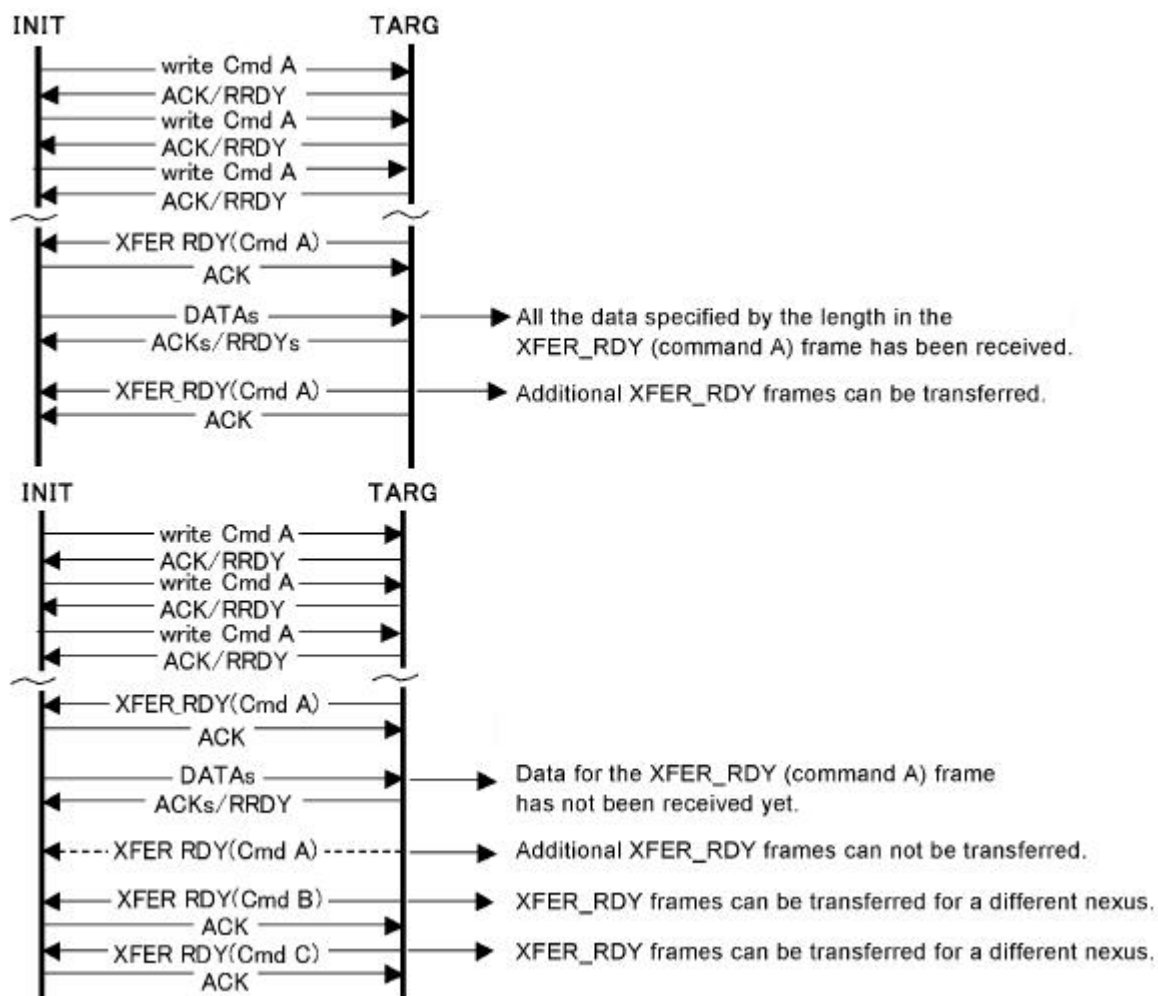 INIT TARG
write Cmd A
ACK/RRDY
write Cmd A
ACK/RRDY
write Cmd A
ACK/RRDY
XFER RDY(Cmd A)
ACK
DATAs All the data specified by the length in the
ACKs/RRDYs XFER_RDY (command A) frame has been received.
XFER_RDY(Cmd A) Additional XFER_RDY frames can be transferred.
ACK
INIT TARG
write Cmd A
ACK/RRDY
write Cmd A
ACK/RRDY
write Cmd A
ACK/RRDY
XFER_RDY(Cmd A)
ACK
DATAs Data for the XFER_RDY (command A) frame
ACKs/RRDY has not been received yet.
XFER RDY(Cmd A) Additional XFER_RDY frames can not be transferred.
XFER RDY(Cmd B) XFER_RDY frames can be transferred for a different nexus.
ACK
XFER RDY(Cmd C) XFER_RDY frames can be transferred for a different nexus.
ACK